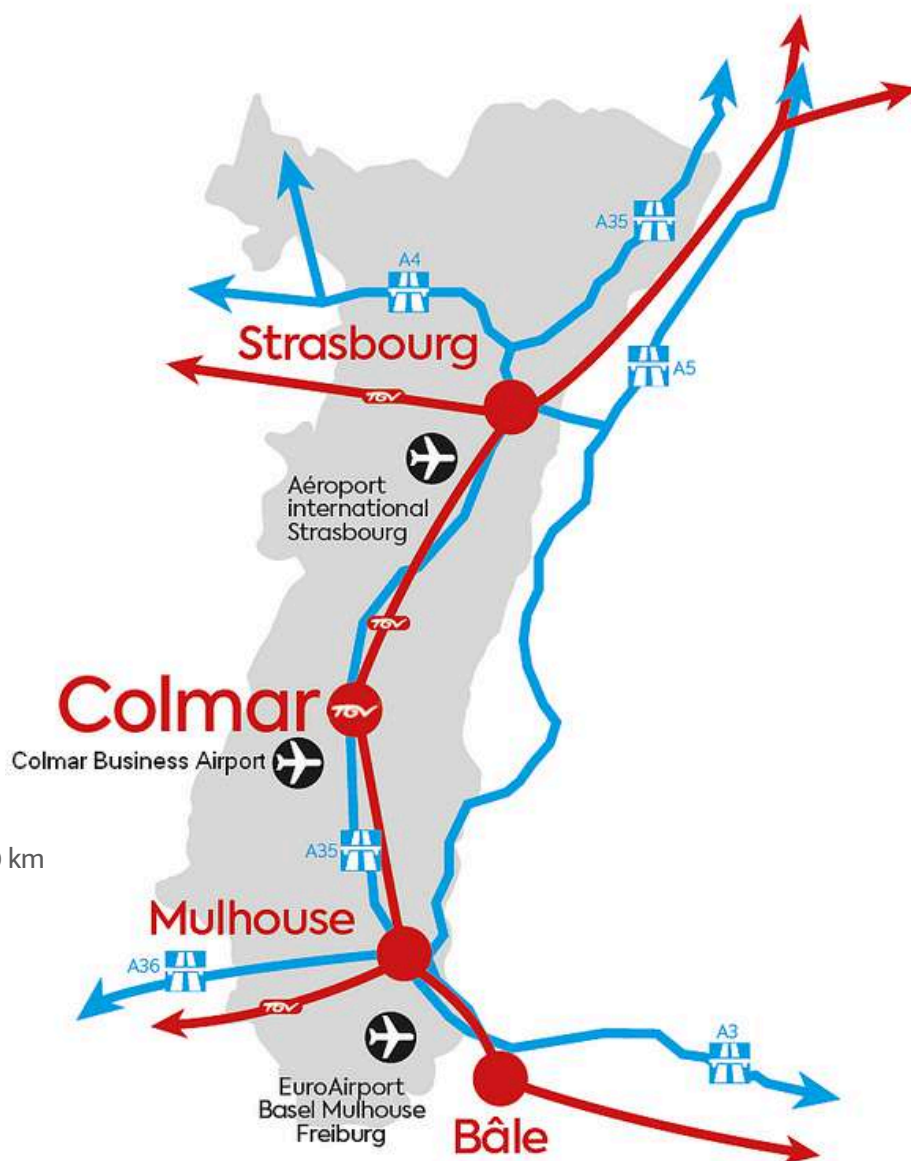 A35
A4
Strasbourg
A5
TGV
Aéroport
international
Strasbourg
TGV
Colmar
TGV
Colmar Business Airport
km
A35
Mulhouse
A36
TGV
A3
EuroAirport
Basel Mulhouse
Freiburg
Bâle